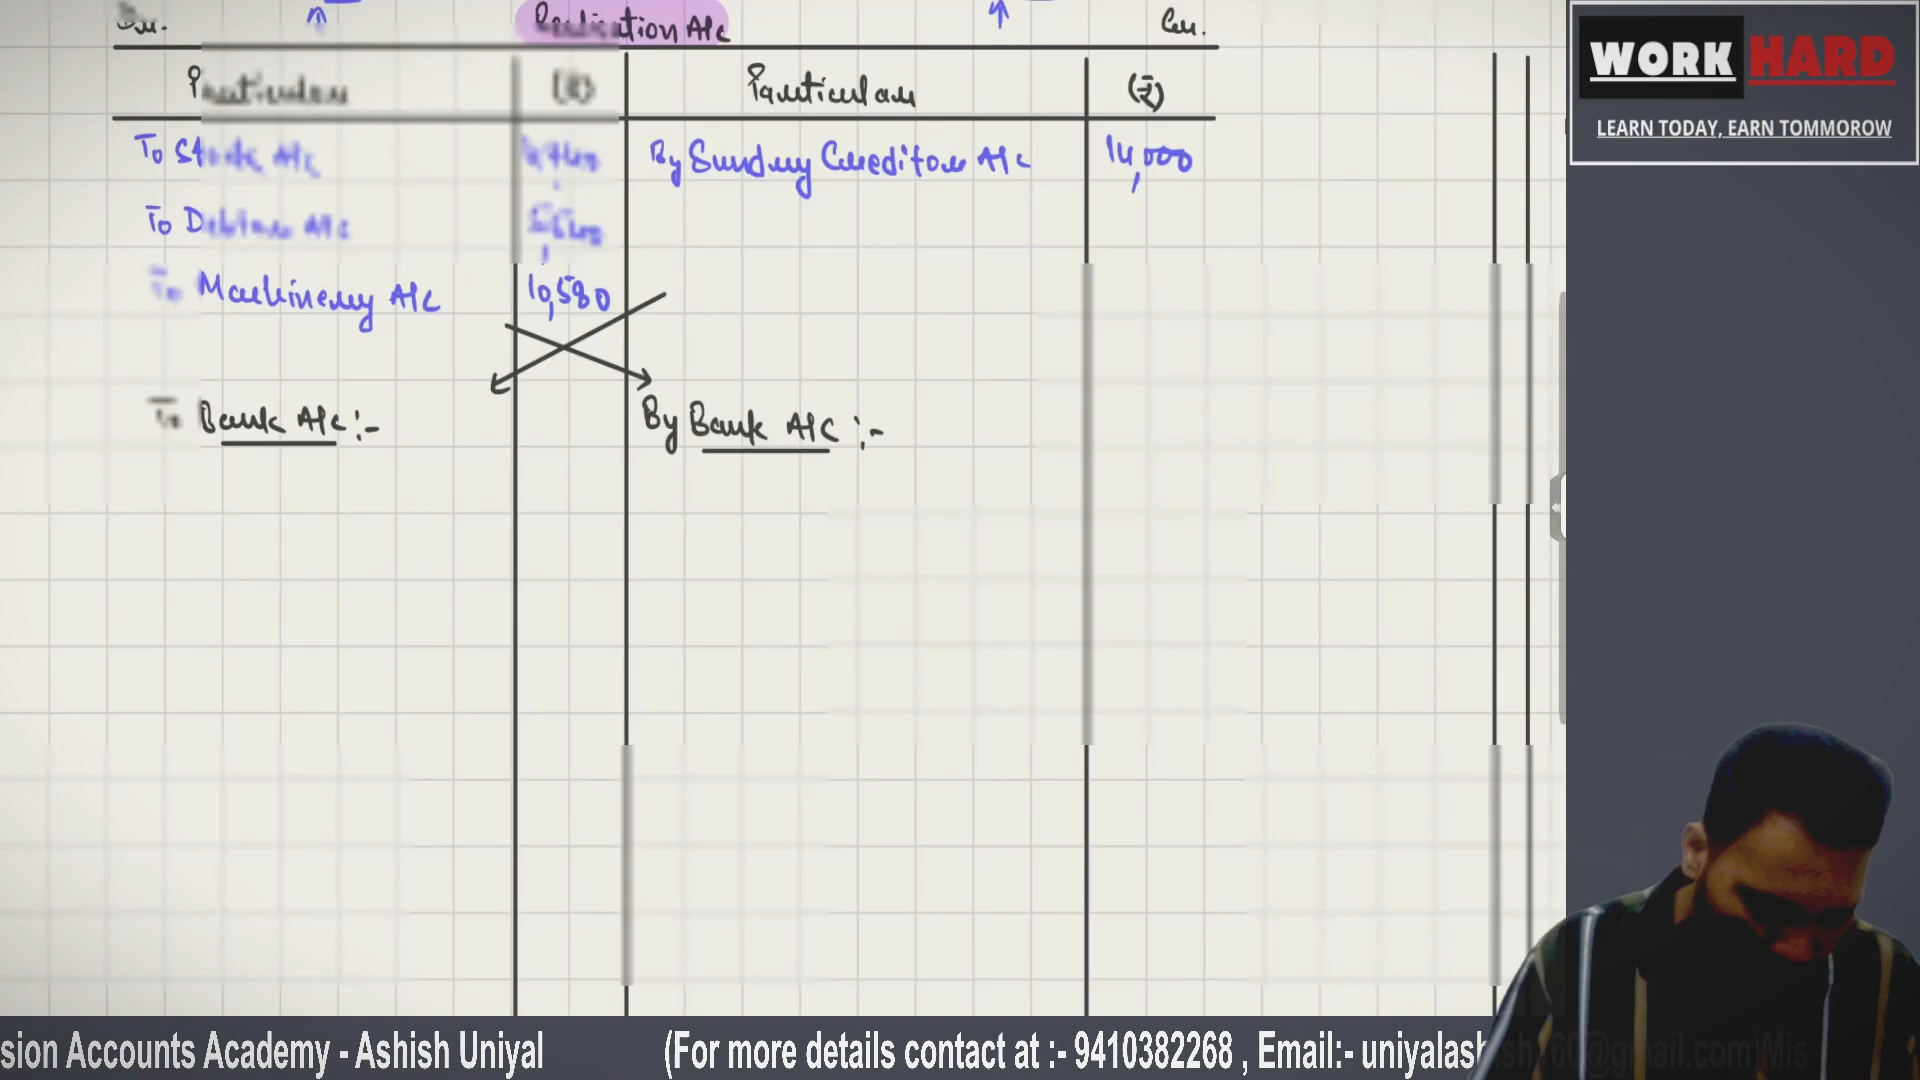 Realisation A/c
Cr.
Particulars (₹) Particulars (₹)
To Stock A/c By Sundry Creditors A/c 14,000
To Debtors A/c
To Machinery A/c 10,580
To Bank A/c :- By Bank A/c :-
WORK HARD
LEARN TODAY, EARN TOMMOROW
sion Accounts Academy - Ashish Uniyal (For more details contact at :- 9410382268 , Email:-